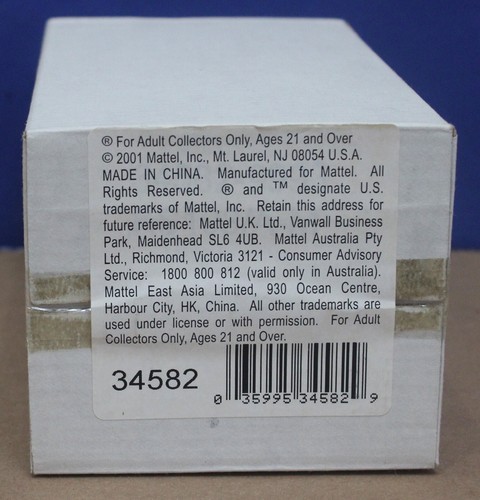 ® For Adult Collectors Only, Ages 21 and Over
© 2001 Mattel, Inc., Mt. Laurel, NJ 08054 U.S.A.
MADE IN CHINA. Manufactured for Mattel. All
Rights Reserved. ® and ™ designate U.S.
trademarks of Mattel, Inc. Retain this address for
future reference: Mattel U.K. Ltd., Vanwall Business
Park, Maidenhead SL6 4UB. Mattel Australia Pty
Ltd., Richmond, Victoria 3121 - Consumer Advisory
Service: 1800 800 812 (valid only in Australia).
Mattel East Asia Limited, 930 Ocean Centre,
Harbour City, HK, China. All other trademarks are
used under license or with permission. For Adult
Collectors Only, Ages 21 and Over.
34582
0 35995 34582 9